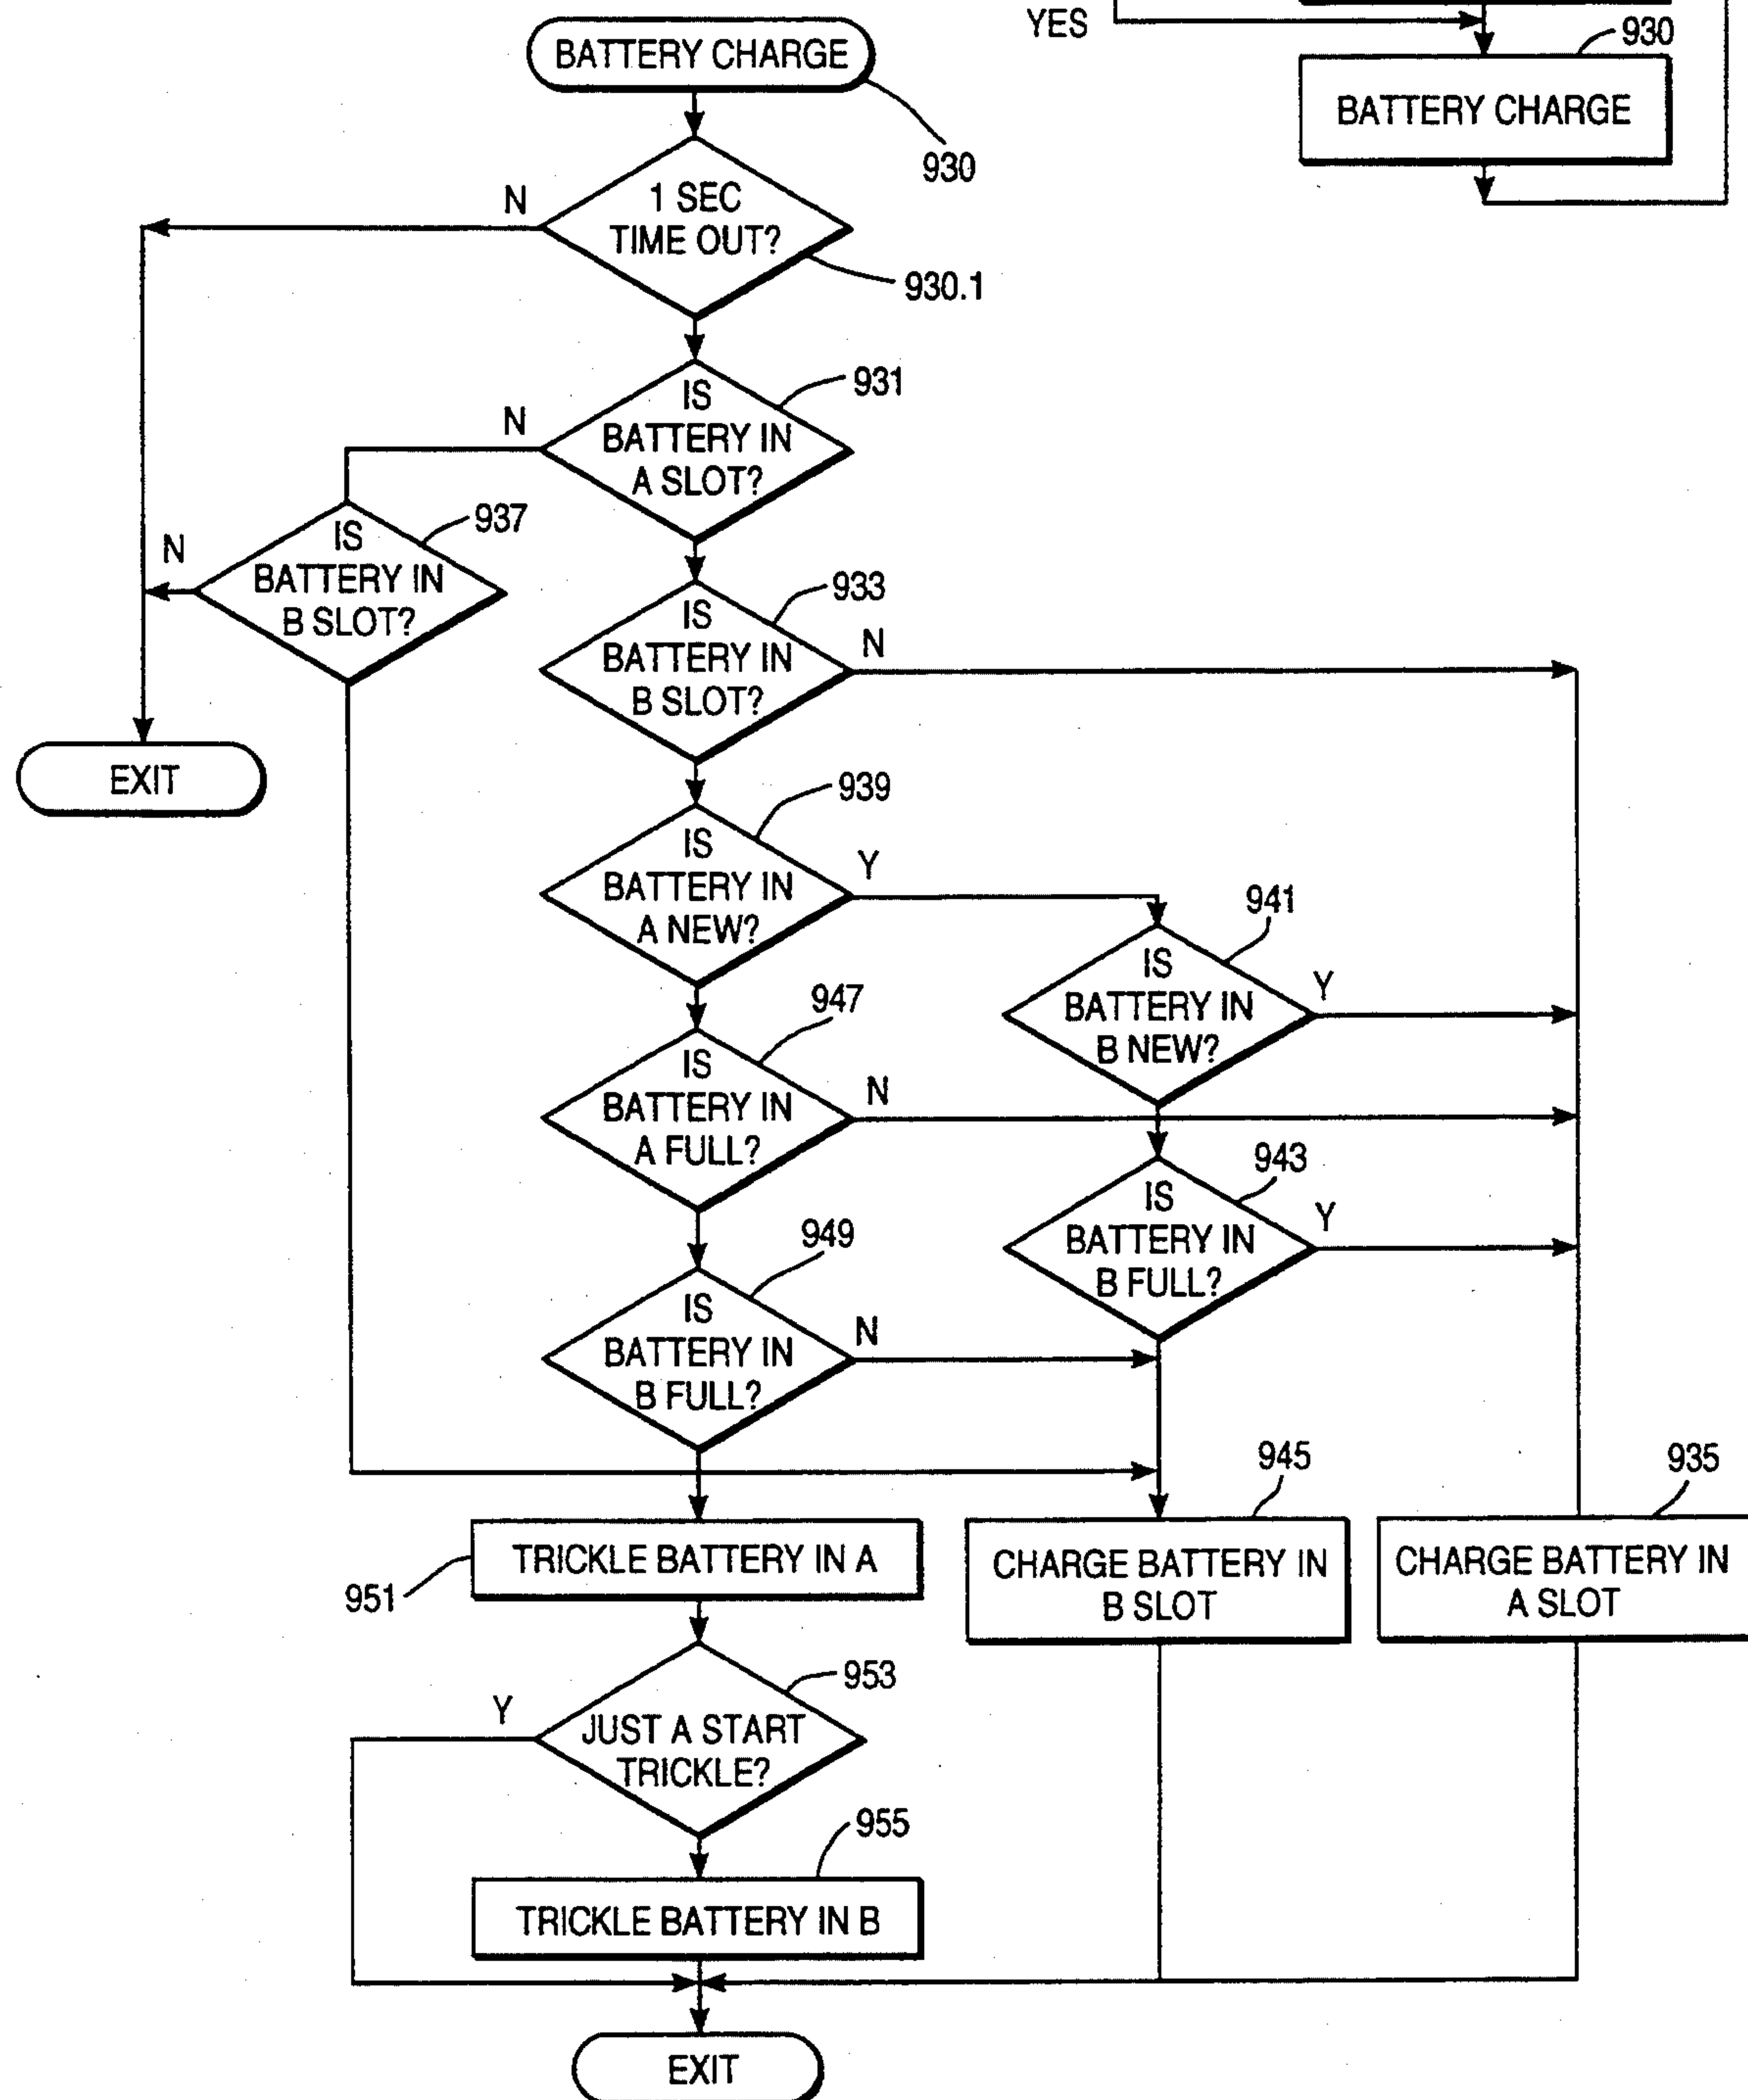 YES
930
BATTERY CHARGE
BATTERY CHARGE
930
N
1 SEC
TIME OUT?
930.1
N
IS
BATTERY IN
A SLOT?
931
N
IS
BATTERY IN
B SLOT?
937
IS
BATTERY IN
B SLOT?
933
N
EXIT
IS
BATTERY IN
A NEW?
939
Y
IS
BATTERY IN
B NEW?
941
Y
IS
BATTERY IN
A FULL?
947
N
IS
BATTERY IN
B FULL?
943
Y
IS
BATTERY IN
B FULL?
949
N
945
935
TRICKLE BATTERY IN A
951
CHARGE BATTERY IN
B SLOT
CHARGE BATTERY IN
A SLOT
Y
JUST A START
TRICKLE?
953
955
TRICKLE BATTERY IN B
EXIT